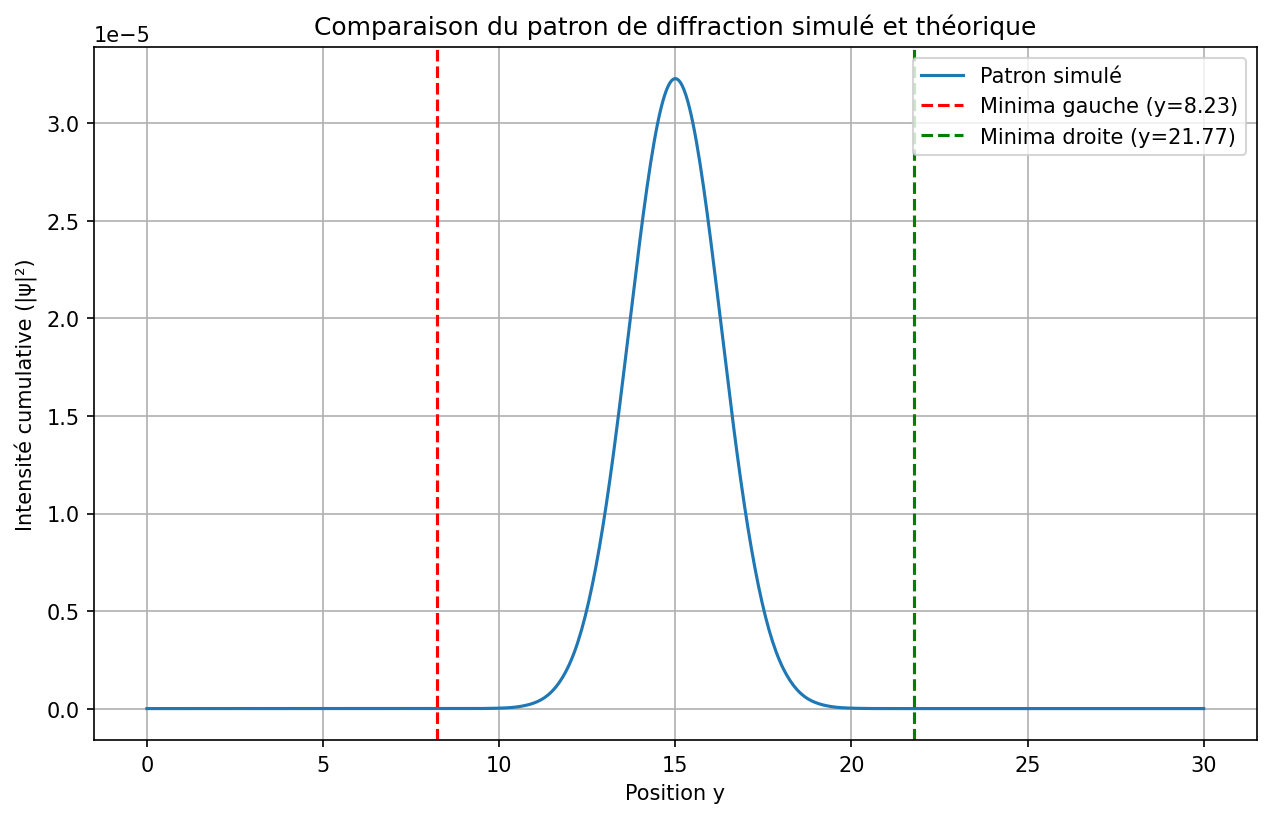 Comparaison du patron de diffraction simulé et théorique
1e−5
Patron simulé
Minima gauche (y=8.23)
Minima droite (y=21.77)
3.0
2.5
2.0
1.5
1.0
0.5
0.0
Intensité cumulative (|ψ|²)
0 5 10 15 20 25 30
Position y